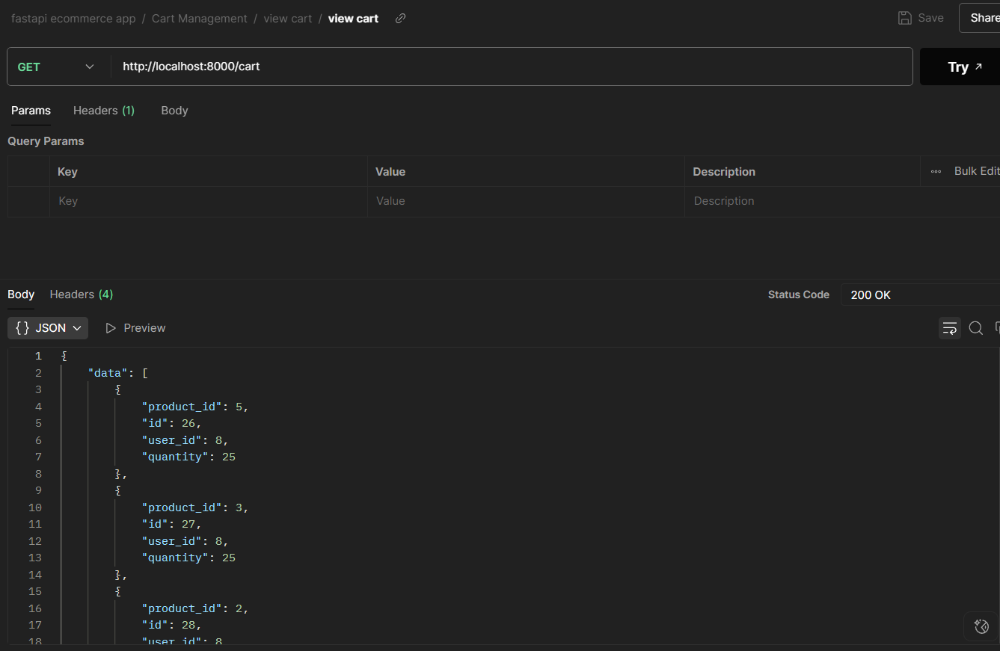 fastapi ecommerce app / Cart Management / view cart / view cart Save Share
GET http://localhost:8000/cart Try
Params Headers (1) Body
Query Params
Key Value Description Bulk Edit
Key Value Description
Body Headers (4) Status Code 200 OK
{} JSON Preview
1 {
2 "data": [
3 {
4 "product_id": 5,
5 "id": 26,
6 "user_id": 8,
7 "quantity": 25
8 },
9 {
10 "product_id": 3,
11 "id": 27,
12 "user_id": 8,
13 "quantity": 25
14 },
15 {
16 "product_id": 2,
17 "id": 28,
18 "user_id": 8